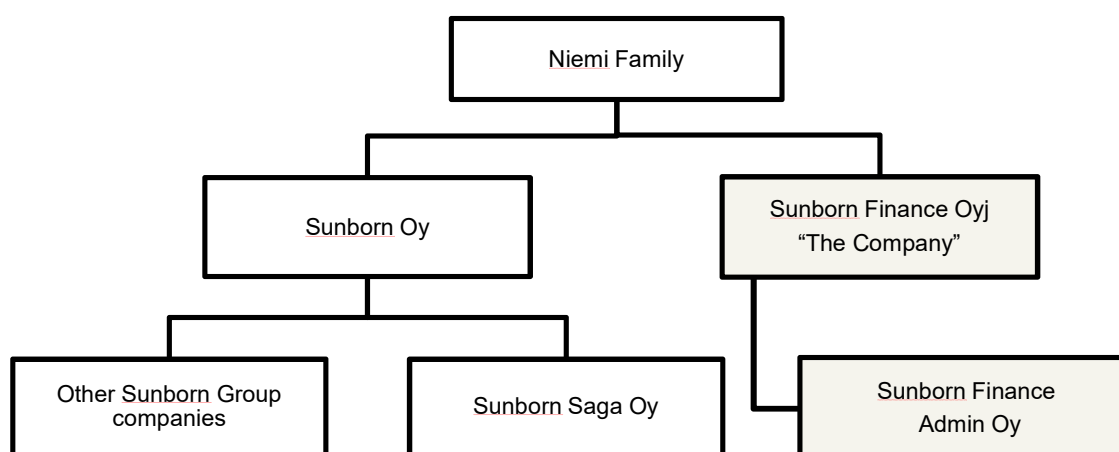 Niemi Family
Sunborn Oy
Sunborn Finance Oyj
“The Company”
Other Sunborn Group
companies
Sunborn Saga Oy
Sunborn Finance
Admin Oy